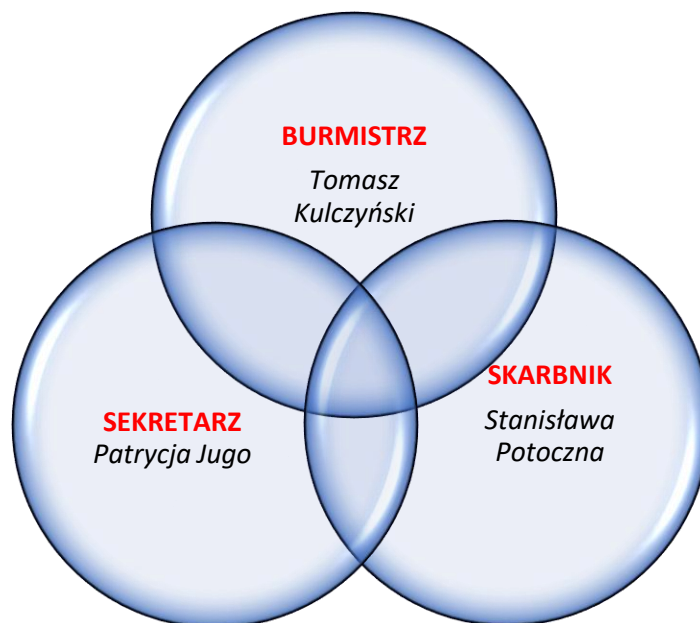 BURMISTRZ
Tomasz
Kulczyński
SKARBNIK
Stanisława
Potoczna
SEKRETARZ
Patrycja Jugo